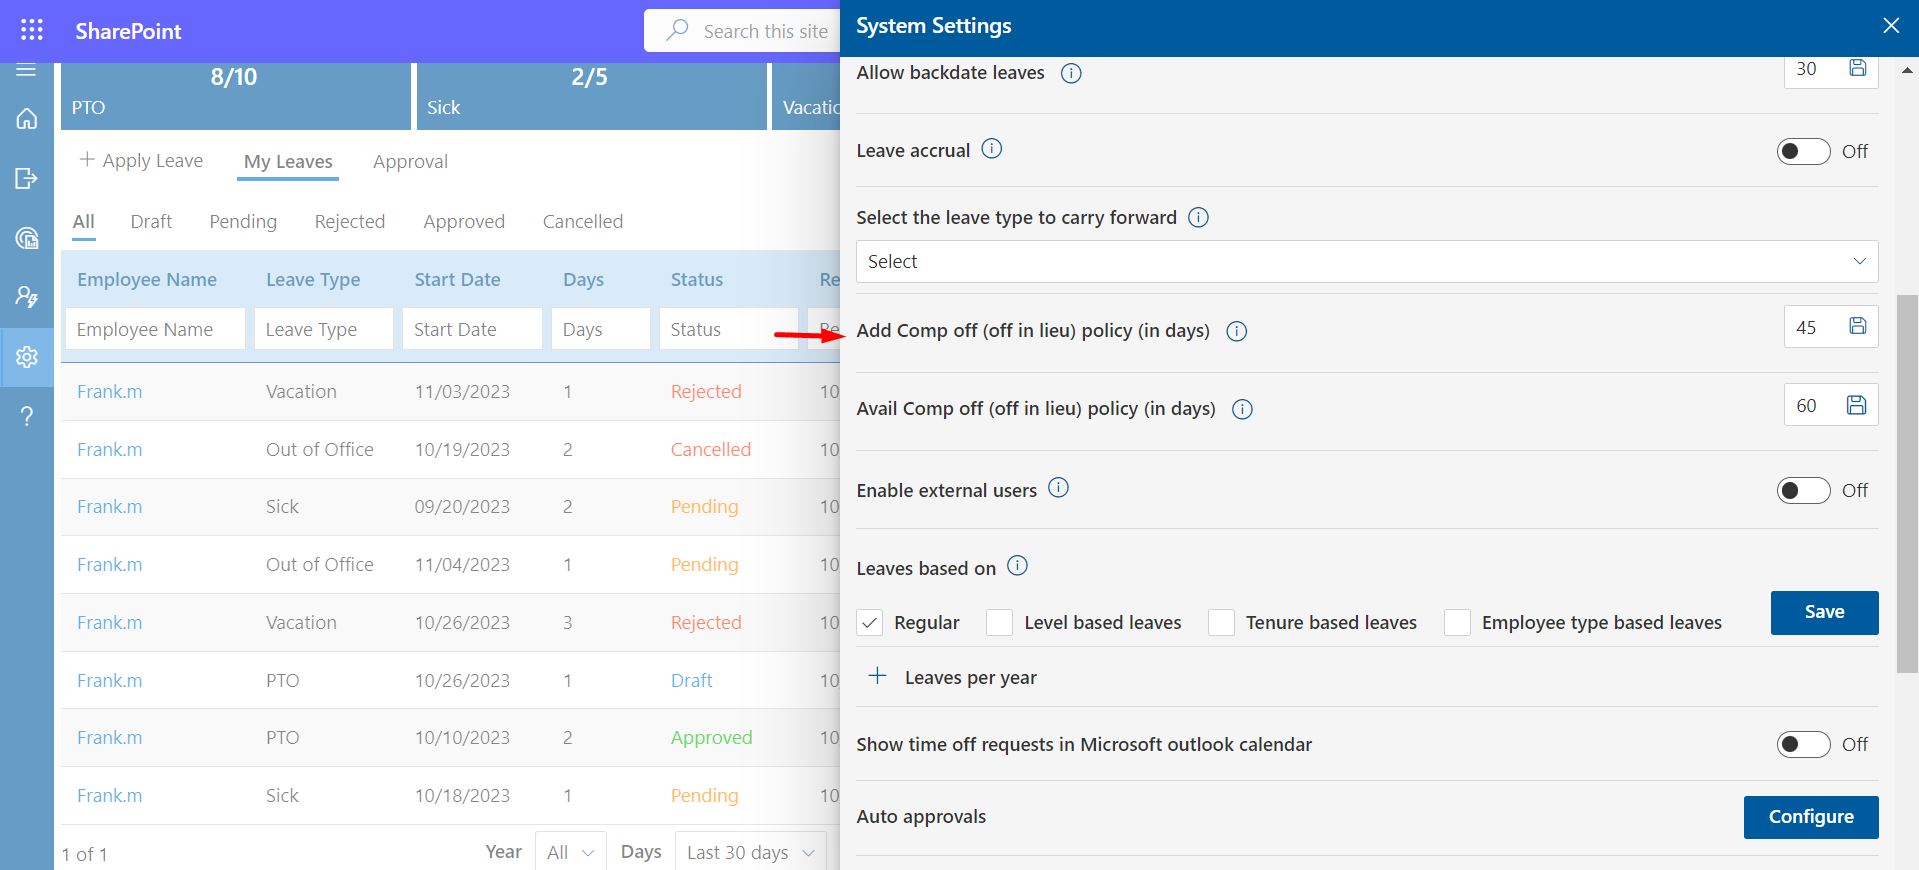 SharePoint
Search this site
System Settings
8/10
PTO
2/5
Sick
Vacatic
+ Apply Leave
My Leaves
Approval
All
Draft
Pending
Rejected
Approved
Cancelled
Employee Name Leave Type Start Date Days Status Re
Employee Name Leave Type Start Date Days Status Re
Frank.m Vacation 11/03/2023 1 Rejected 10
Frank.m Out of Office 10/19/2023 2 Cancelled 10
Frank.m Sick 09/20/2023 2 Pending 10
Frank.m Out of Office 11/04/2023 1 Pending 10
Frank.m Vacation 10/26/2023 3 Rejected 10
Frank.m PTO 10/26/2023 1 Draft 10
Frank.m PTO 10/10/2023 2 Approved 10
Frank.m Sick 10/18/2023 1 Pending 10
1 of 1
Year All Days Last 30 days
Allow backdate leaves 30
Leave accrual Off
Select the leave type to carry forward
Select
Add Comp off (off in lieu) policy (in days) 45
Avail Comp off (off in lieu) policy (in days) 60
Enable external users Off
Leaves based on
Regular Level based leaves Tenure based leaves Employee type based leaves Save
+ Leaves per year
Show time off requests in Microsoft outlook calendar Off
Auto approvals Configure